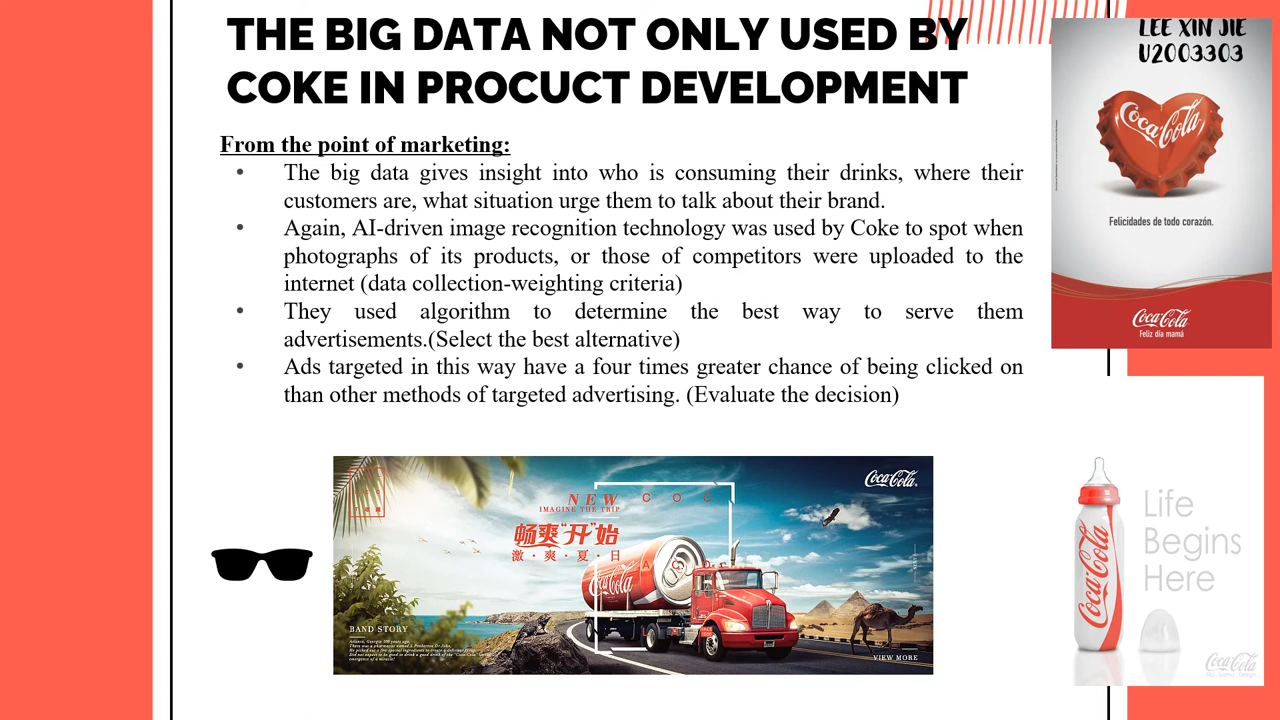 THE BIG DATA NOT ONLY USED BY
COKE IN PROCUCT DEVELOPMENT
LEE XIN JIE
U2003303
From the point of marketing:
• The big data gives insight into who is consuming their drinks, where their
customers are, what situation urge them to talk about their brand.
• Again, AI-driven image recognition technology was used by Coke to spot when
photographs of its products, or those of competitors were uploaded to the
internet (data collection-weighting criteria)
• They used algorithm to determine the best way to serve them
advertisements.(Select the best alternative)
• Ads targeted in this way have a four times greater chance of being clicked on
than other methods of targeted advertising. (Evaluate the decision)
Coca-Cola
Felicidades de todo corazón.
Coca-Cola
Feliz día mamá
Coca-Cola
NEW
IMAGINE THE TRIP
C O C
畅爽“开”始
激·爽·夏·日
Coca-Cola
BAND STORY
VIEW MORE
Coca-Cola
Life
Begins
Here
Coca-Cola